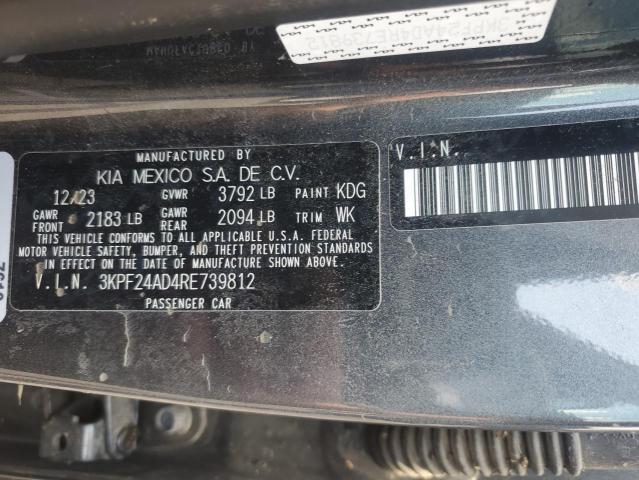 MANUFACTURED BY
MANUFACTURED BY
KIA MEXICO S.A. DE C.V.
12/23 GVWR 3792 LB PAINT KDG
GAWR FRONT 2183 LB GAWR REAR 2094 LB TRIM WK
THIS VEHICLE CONFORMS TO ALL APPLICABLE U.S.A. FEDERAL
MOTOR VEHICLE SAFETY, BUMPER, AND THEFT PREVENTION STANDARDS
IN EFFECT ON THE DATE OF MANUFACTURE SHOWN ABOVE.
V.I.N. 3KPF24AD4RE739812
PASSENGER CAR
V.I.N.